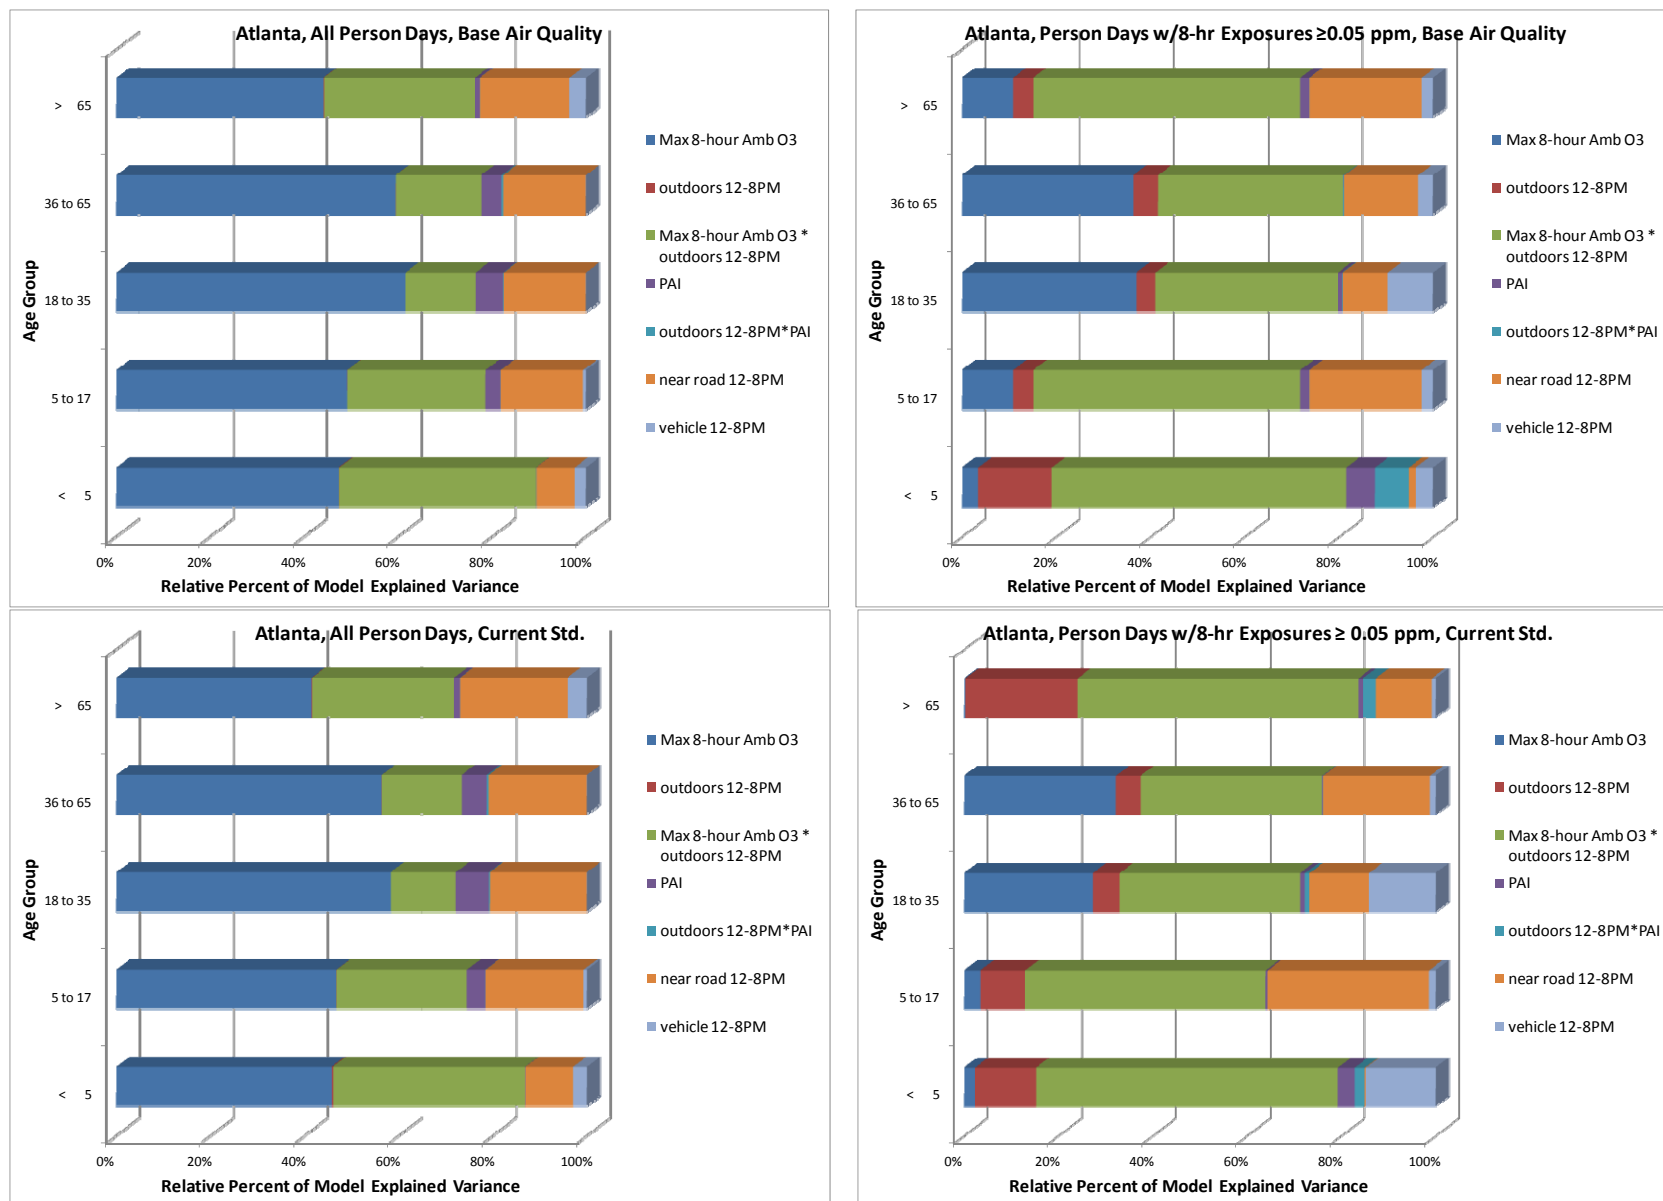 Atlanta, All Person Days, Base Air Quality
> 65
36 to 65
18 to 35
5 to 17
< 5
Age Group
0% 20% 40% 60% 80% 100%
Relative Percent of Model Explained Variance
Max 8-hour Amb O3
outdoors 12-8PM
Max 8-hour Amb O3 *
outdoors 12-8PM
PAI
outdoors 12-8PM*PAI
near road 12-8PM
vehicle 12-8PM
Atlanta, Person Days w/8-hr Exposures ≥0.05 ppm, Base Air Quality
> 65
36 to 65
18 to 35
5 to 17
< 5
Age Group
0% 20% 40% 60% 80% 100%
Relative Percent of Model Explained Variance
Max 8-hour Amb O3
outdoors 12-8PM
Max 8-hour Amb O3 *
outdoors 12-8PM
PAI
outdoors 12-8PM*PAI
near road 12-8PM
vehicle 12-8PM
Atlanta, All Person Days, Current Std.
> 65
36 to 65
18 to 35
5 to 17
< 5
Age Group
0% 20% 40% 60% 80% 100%
Relative Percent of Model Explained Variance
Max 8-hour Amb O3
outdoors 12-8PM
Max 8-hour Amb O3 *
outdoors 12-8PM
PAI
outdoors 12-8PM*PAI
near road 12-8PM
vehicle 12-8PM
Atlanta, Person Days w/8-hr Exposures ≥ 0.05 ppm, Current Std.
> 65
36 to 65
18 to 35
5 to 17
< 5
Age Group
0% 20% 40% 60% 80% 100%
Relative Percent of Model Explained Variance
Max 8-hour Amb O3
outdoors 12-8PM
Max 8-hour Amb O3 *
outdoors 12-8PM
PAI
outdoors 12-8PM*PAI
near road 12-8PM
vehicle 12-8PM